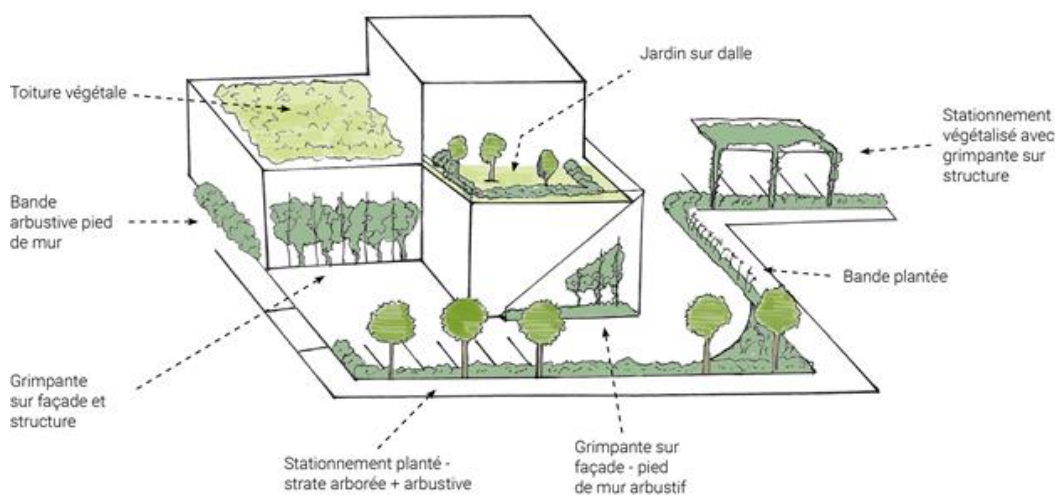 Jardin sur dalle
Toiture végétale
Stationnement
végétalisé avec
grimpante sur
structure
Bande
arbustive pied
de mur
Bande plantée
Grimpante
sur façade et
structure
Stationnement planté -
strate arborée + arbustive
Grimpante sur
façade - pied
de mur arbustif